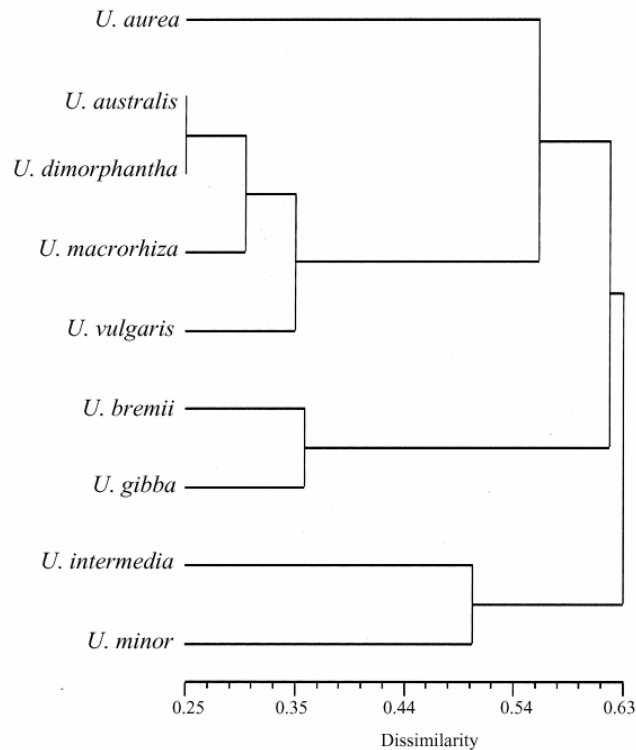 U. aurea
U. australis
U. dimorphantha
U. macrorhiza
U. vulgaris
U. bremii
U. gibba
U. intermedia
U. minor
0.25 0.35 0.44 0.54 0.63
Dissimilarity